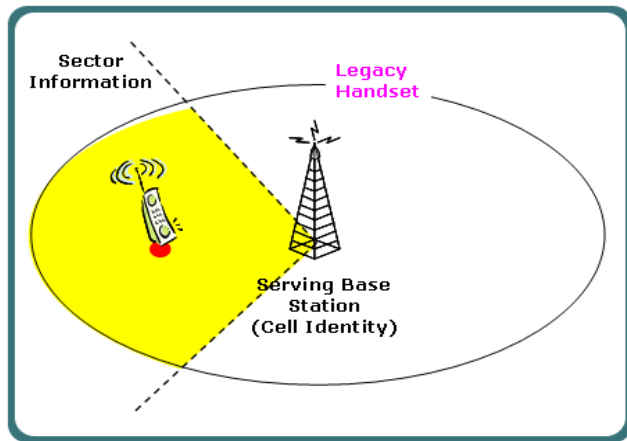 Sector
Information
Legacy
Handset
Serving Base
Station
(Cell Identity)